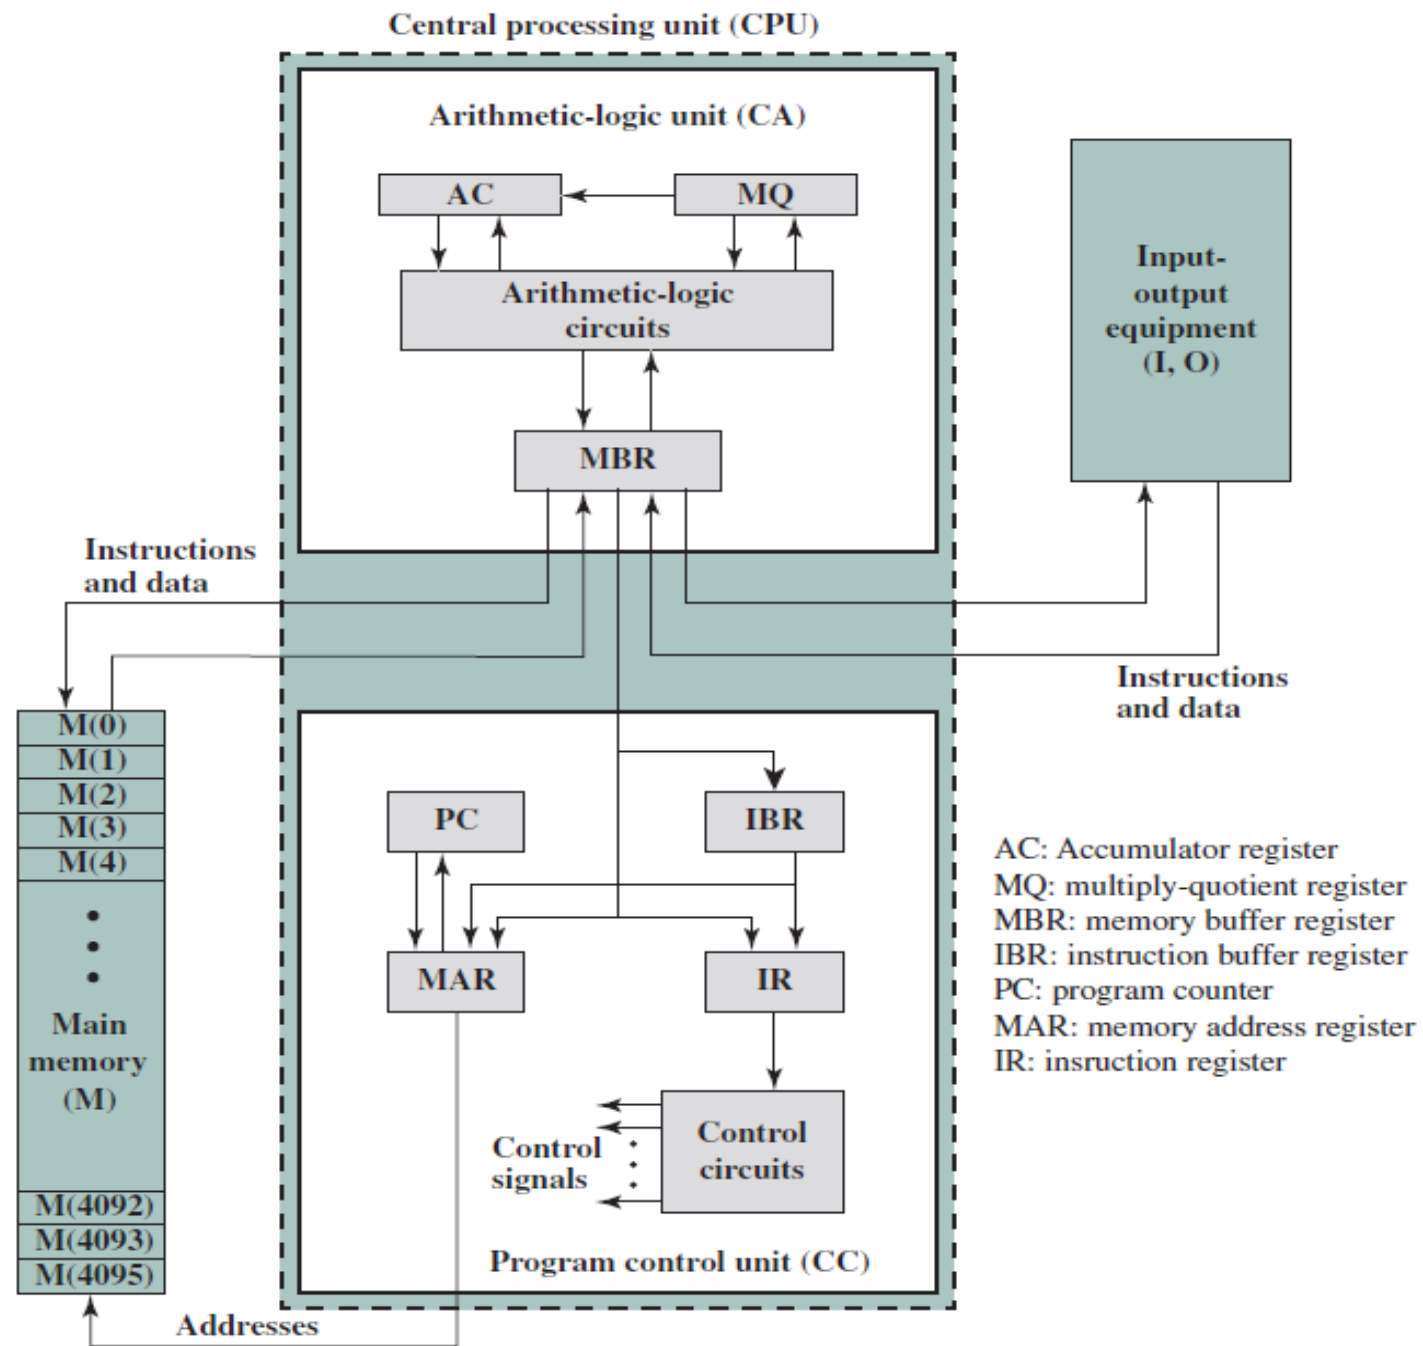 Central processing unit (CPU)
Arithmetic-logic unit (CA)
AC
MQ
Arithmetic-logic
circuits
MBR
Input-
output
equipment
(I, O)
Instructions
and data
Instructions
and data
M(0)
M(1)
M(2)
M(3)
M(4)
Main
memory
(M)
M(4092)
M(4093)
M(4095)
PC
IBR
MAR
IR
Control
circuits
Control
signals
Program control unit (CC)
Addresses
AC: Accumulator register
MQ: multiply-quotient register
MBR: memory buffer register
IBR: instruction buffer register
PC: program counter
MAR: memory address register
IR: insruction register